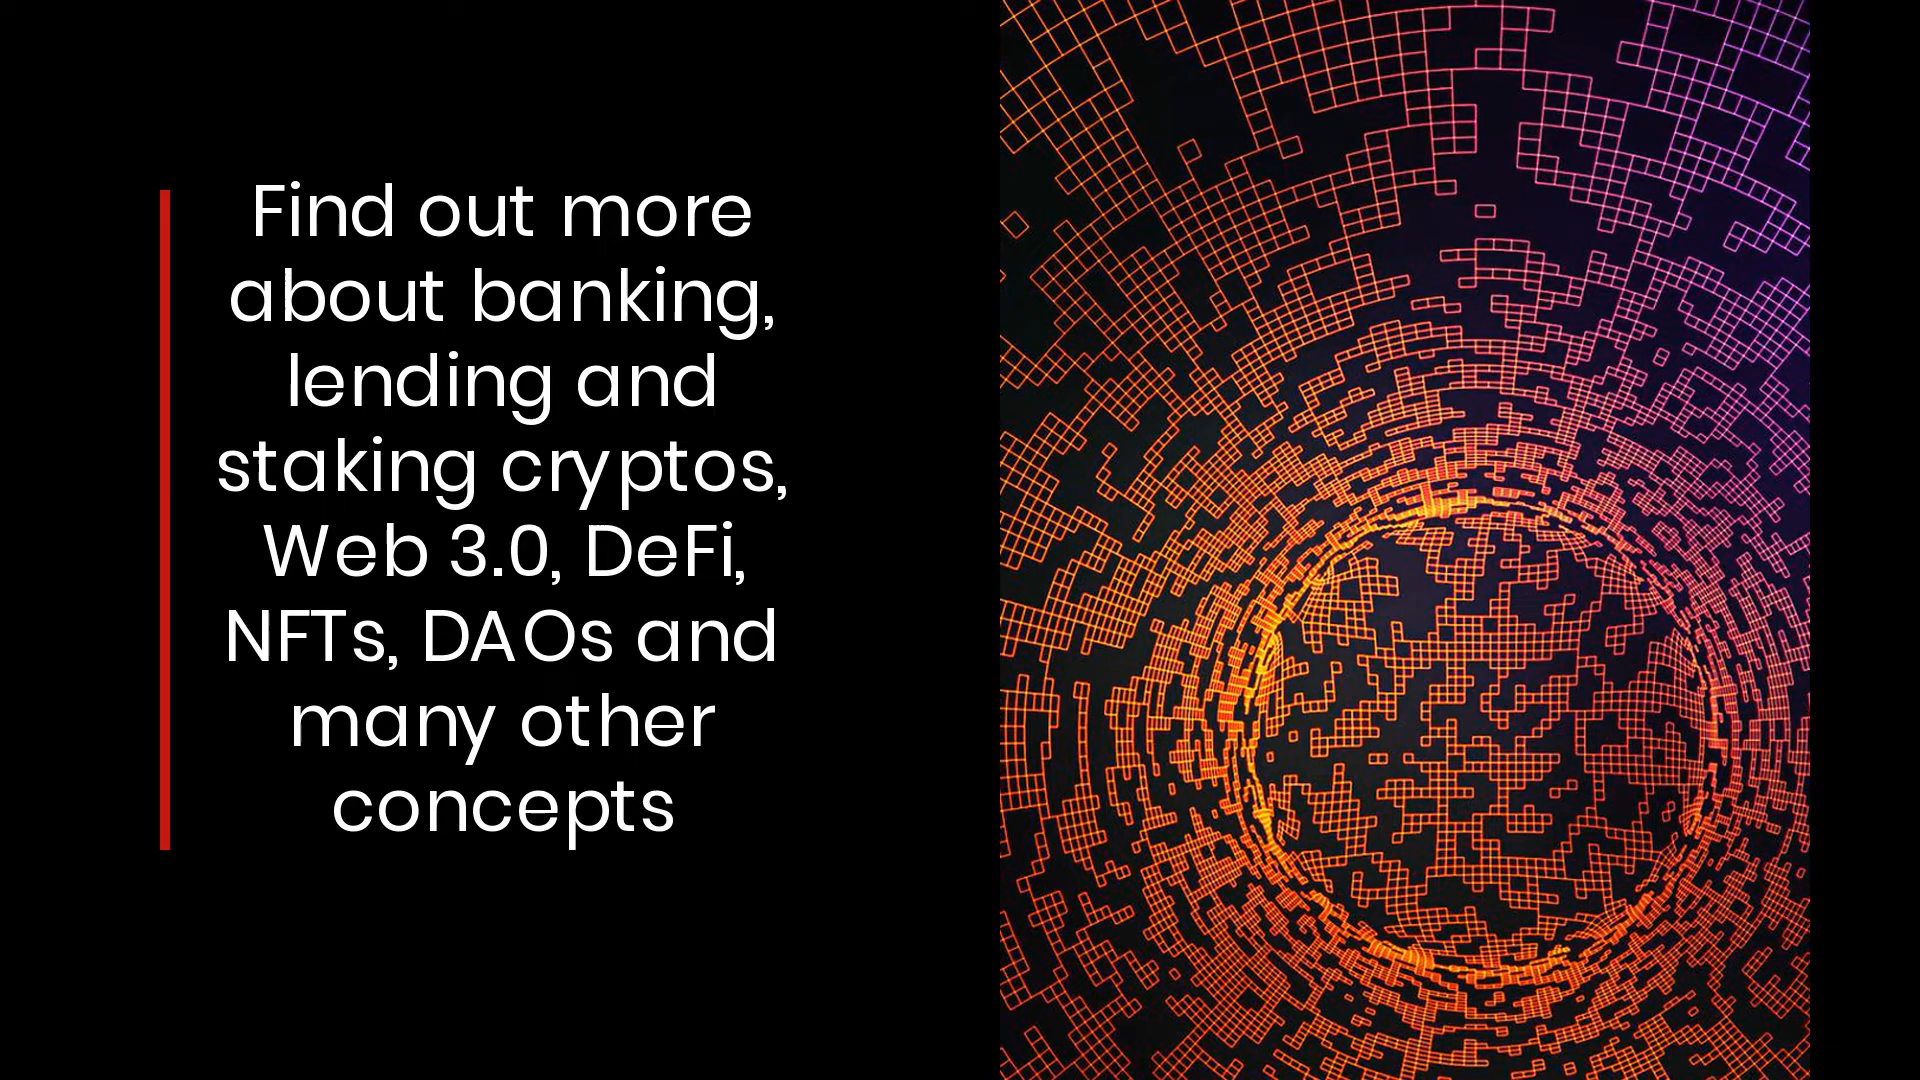 Find out more
about banking,
lending and
staking cryptos,
Web 3.0, DeFi,
NFTs, DAOs and
many other
concepts